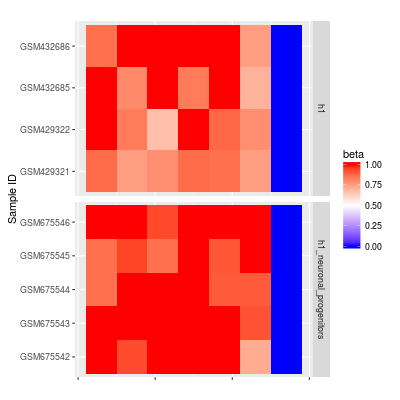 GSM432686
GSM432685
GSM429322
GSM429321
h1
GSM675546
GSM675545
GSM675544
GSM675543
GSM675542
h1_neuronal_progenitors
Sample ID
beta
1.00
0.75
0.50
0.25
0.00